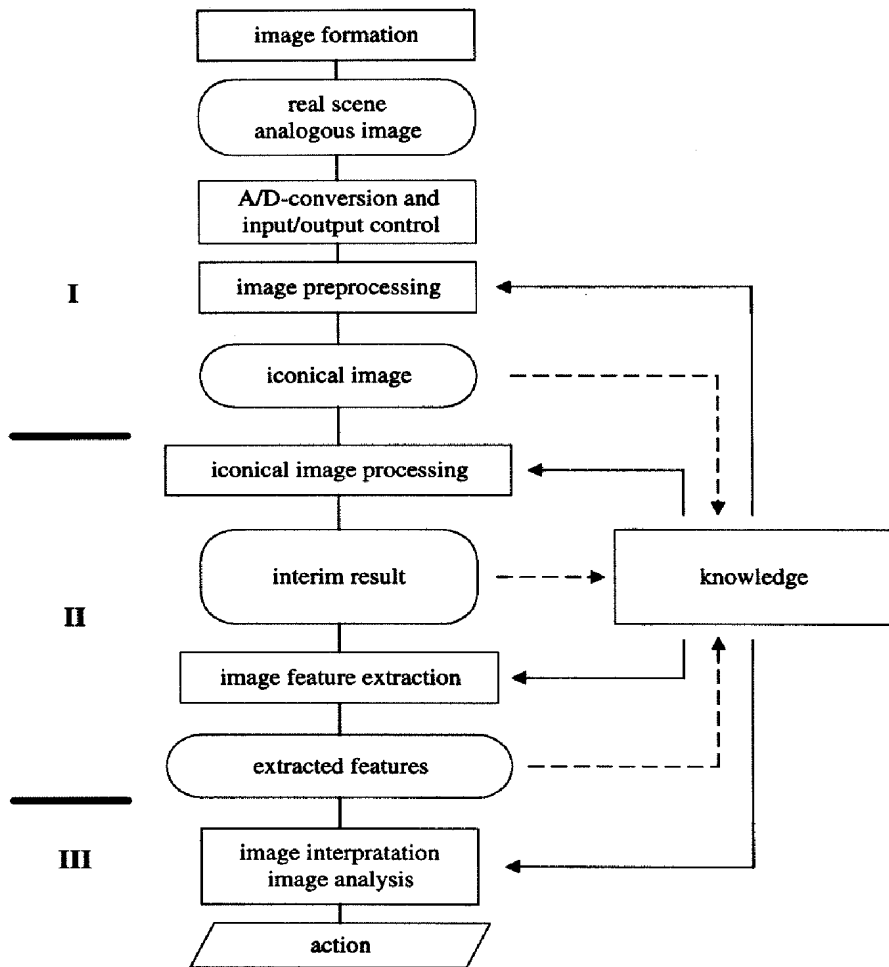 image formation
real scene
analogous image
A/D-conversion and
input/output control
I
image preprocessing
iconical image
iconical image processing
interim result
knowledge
II
image feature extraction
extracted features
III
image interpratation
image analysis
action